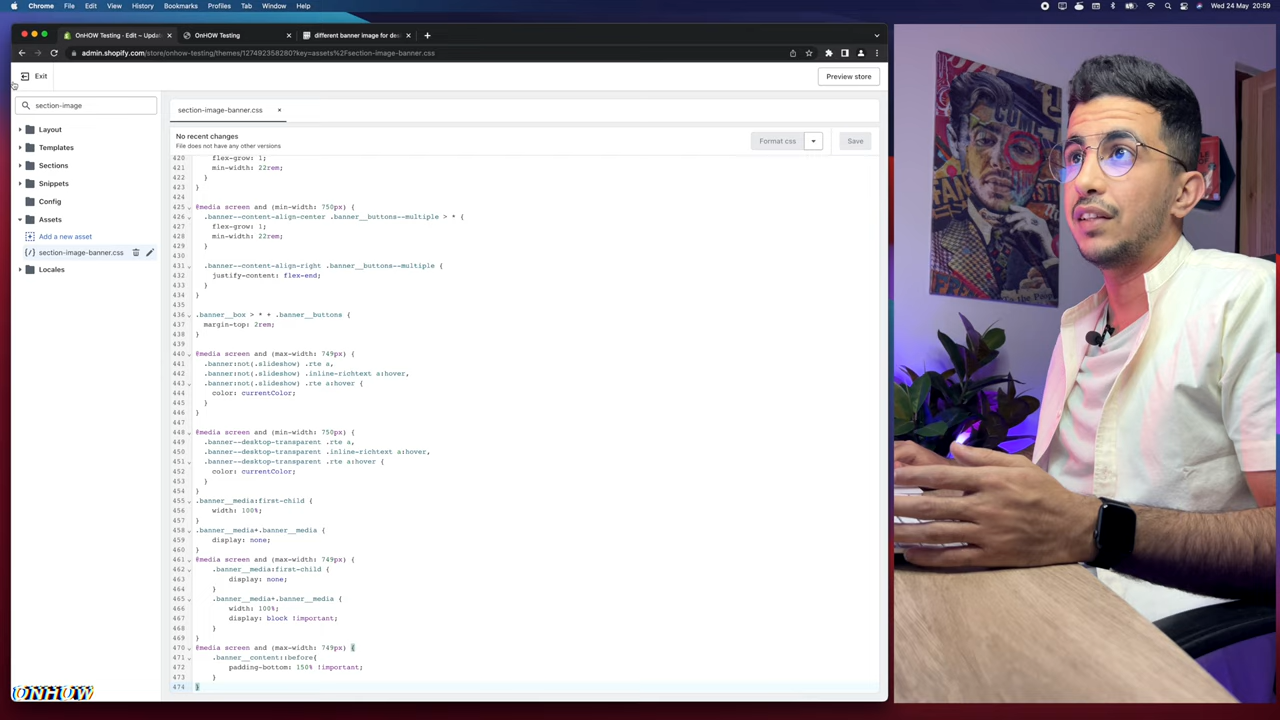 Chrome File Edit View History Bookmarks Profiles Tab Window Help
Wed 24 May 20:59
OnHOW Testing - Edit – Upda
OnHOW Testing
different banner image for des
admin.shopify.com/store/onhow-testing/themes/127492358280?key=assets%2Fsection-image-banner.css
Exit
Preview store
section-image
section-image-banner.css
Layout
Templates
Sections
Snippets
Config
Assets
Add a new asset
section-image-banner.css
Locales
No recent changes
File does not have any other versions
Format css
Save
420 flex-grow: 1;
421 min-width: 22rem;
422 }
423 }
424
425 @media screen and (min-width: 750px) {
426 .banner--content-align-center .banner__buttons--multiple > * {
427 flex-grow: 1;
428 min-width: 22rem;
429 }
430
431 .banner--content-align-right .banner__buttons--multiple {
432 justify-content: flex-end;
433 }
434 }
435
436 .banner__box > * + .banner__buttons {
437 margin-top: 2rem;
438 }
439
440 @media screen and (max-width: 749px) {
441 .banner:not(.slideshow) .rte a,
442 .banner:not(.slideshow) .inline-richtext a:hover,
443 .banner:not(.slideshow) .rte a:hover {
444 color: currentColor;
445 }
446 }
447
448 @media screen and (min-width: 750px) {
449 .banner--desktop-transparent .rte a,
450 .banner--desktop-transparent .inline-richtext a:hover,
451 .banner--desktop-transparent .rte a:hover {
452 color: currentColor;
453 }
454 }
455 .banner__media:first-child {
456 width: 100%;
457 }
458 .banner__media+.banner__media {
459 display: none;
460 }
461 @media screen and (max-width: 749px) {
462 .banner__media:first-child {
463 display: none;
464 }
465 .banner__media+.banner__media {
466 width: 100%;
467 display: block !important;
468 }
469 }
470 @media screen and (max-width: 749px) {
471 .banner__content::before{
472 padding-bottom: 150% !important;
473 }
474 }
ONHOW